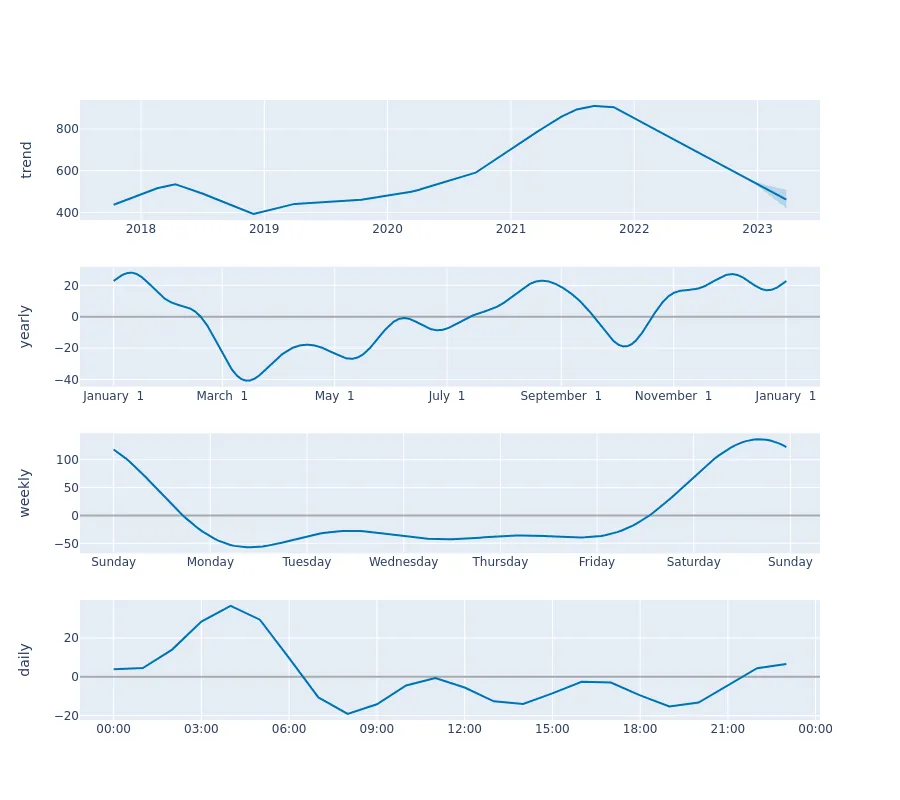 trend
800
600
400
2018 2019 2020 2021 2022 2023
yearly
20
0
−20
−40
January 1 March 1 May 1 July 1 September 1 November 1 January 1
weekly
100
50
0
−50
Sunday Monday Tuesday Wednesday Thursday Friday Saturday Sunday
daily
20
0
−20
00:00 03:00 06:00 09:00 12:00 15:00 18:00 21:00 00:00